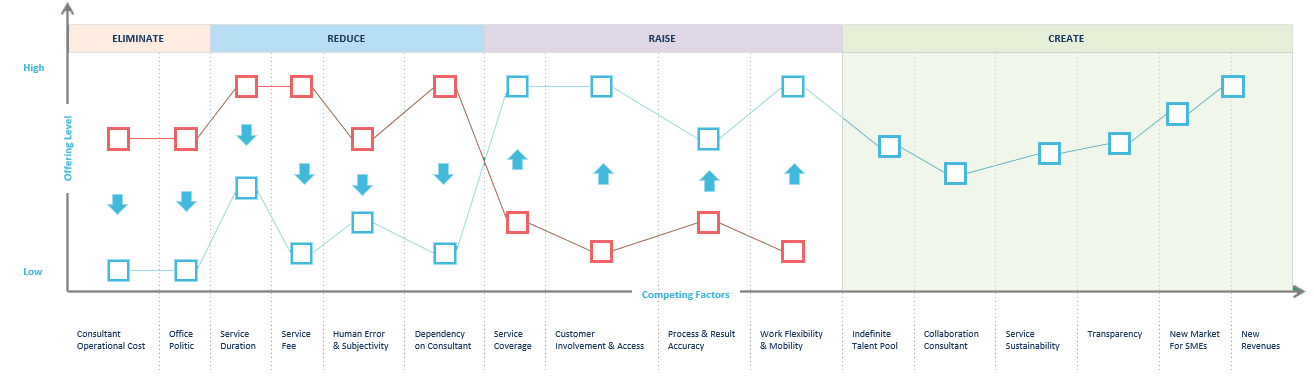 ELIMINATE
REDUCE
RAISE
CREATE
High
Offering Level
Low
Competing Factors
Consultant
Operational Cost
Office
Politic
Service
Duration
Service
Fee
Human Error
& Subjectivity
Dependency
on Consultant
Service
Coverage
Customer
Involvement & Access
Process & Result
Accuracy
Work Flexibility
& Mobility
Indefinite
Talent Pool
Collaboration
Consultant
Service
Sustainability
Transparency
New Market
For SMEs
New
Revenues